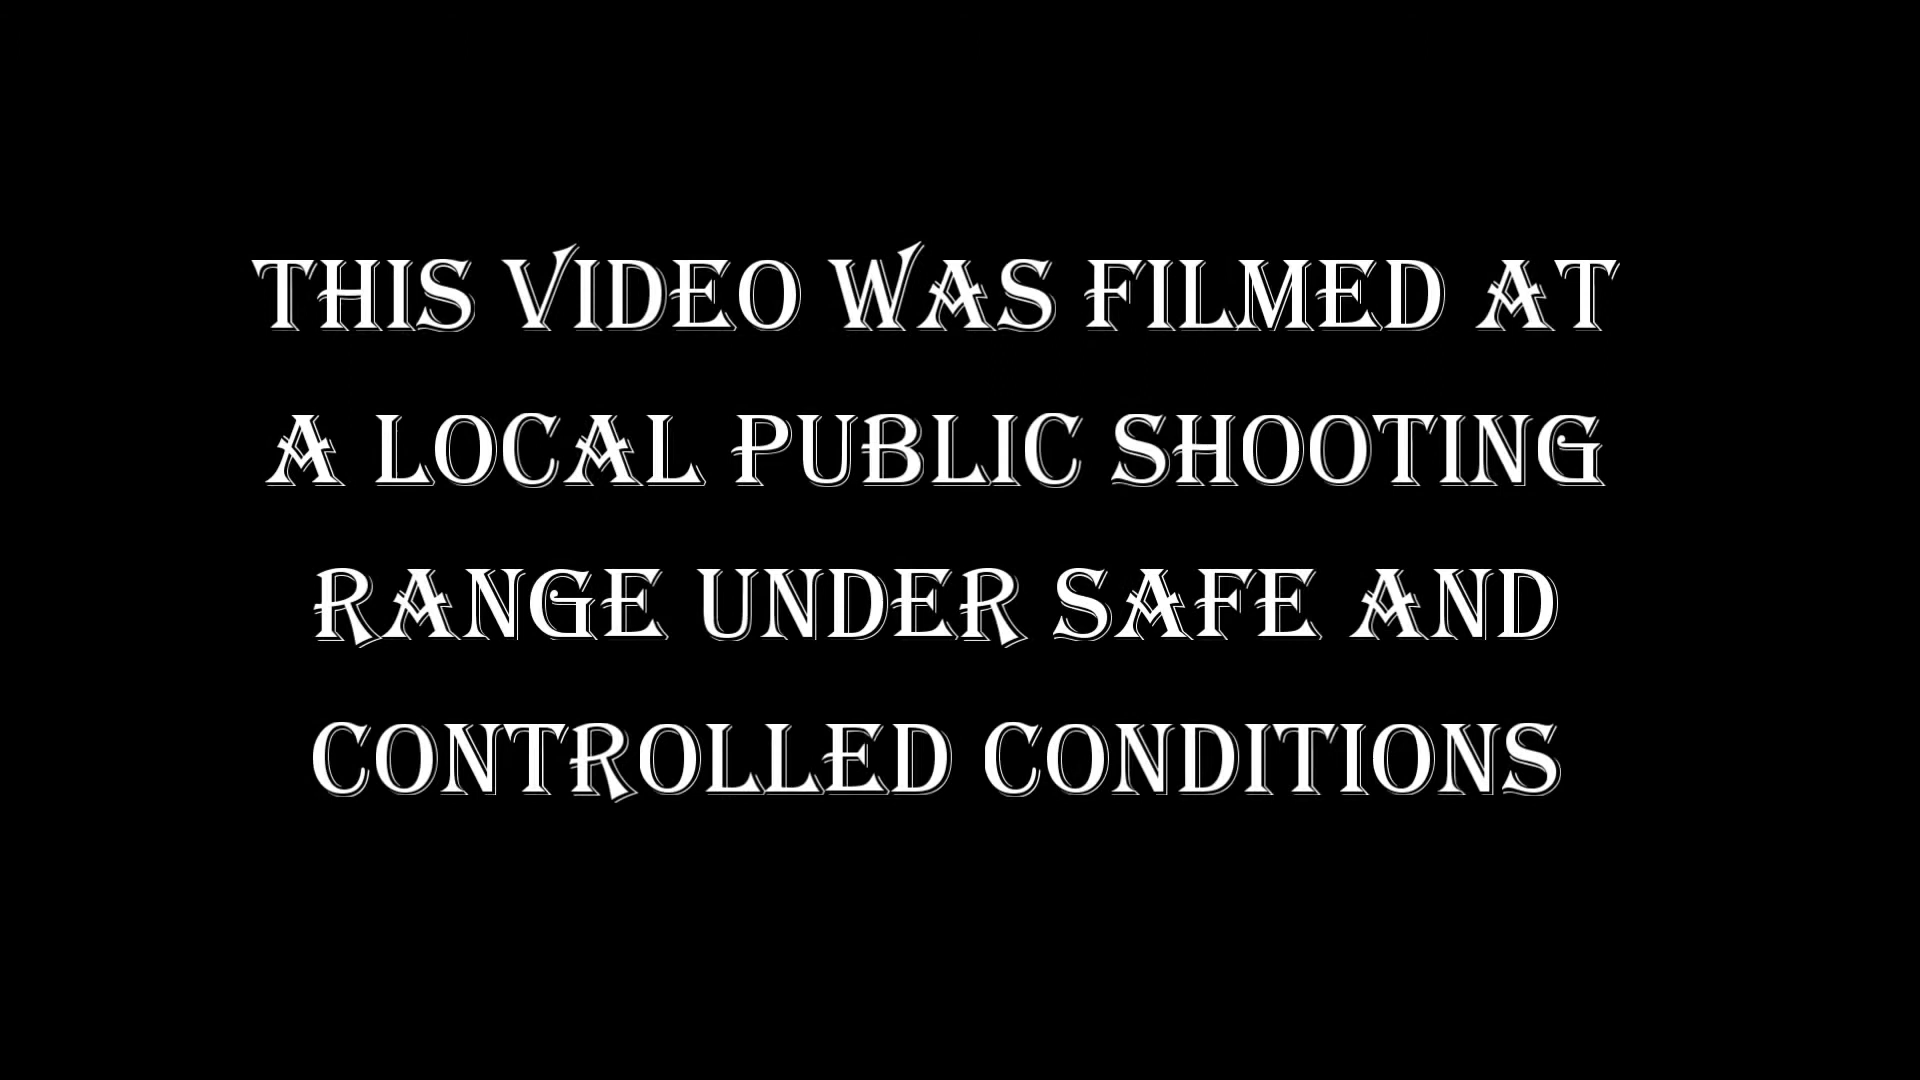 THIS VIDEO WAS FILMED AT
A LOCAL PUBLIC SHOOTING
RANGE UNDER SAFE AND
CONTROLLED CONDITIONS